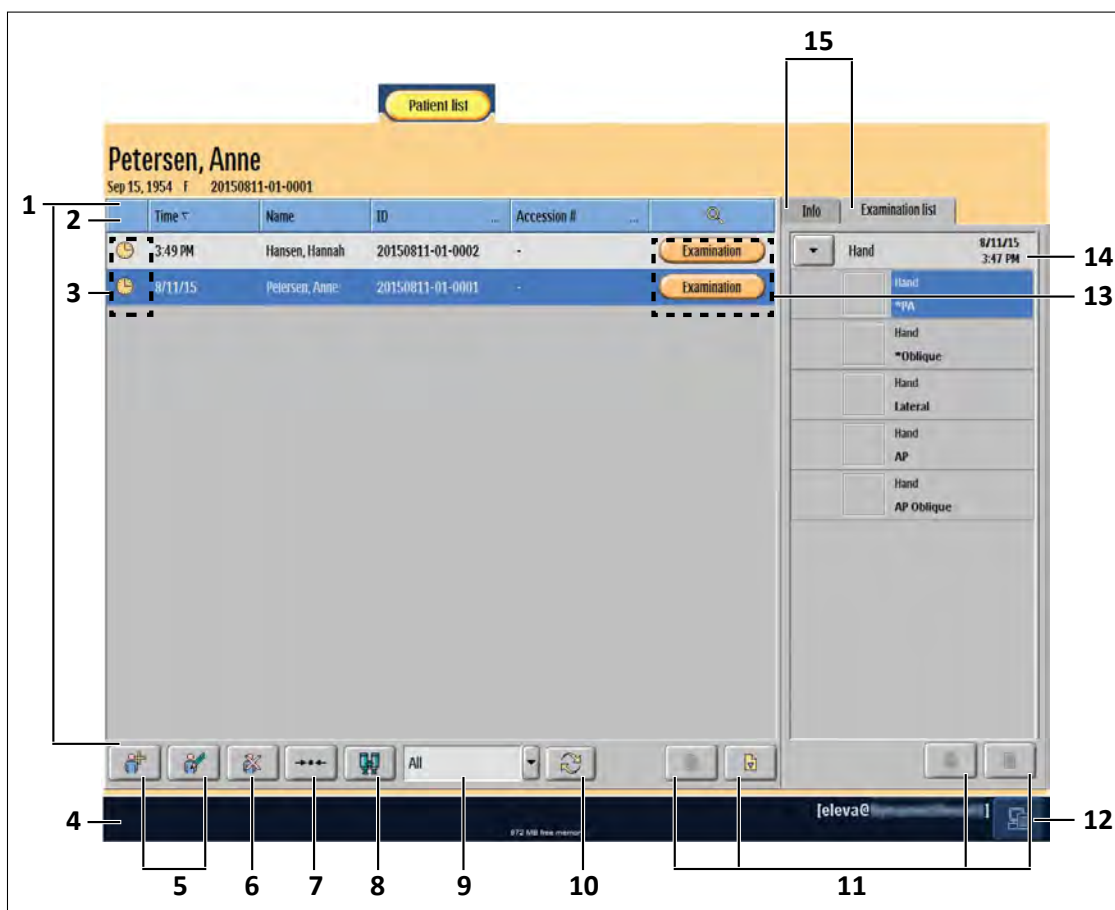 15
Patient list
Petersen, Anne
Sep 15, 1954 F 20150811-01-0001
1
2
Time Name ID ... Accession # ...
Info Examination list
3:49 PM Hansen, Hannah 20150811-01-0002 - Examination
Hand 8/11/15
3:47 PM
14
3
8/11/15 Petersen, Anne 20150811-01-0001 - Examination
13
Hand
*PA
Hand
*Oblique
Hand
Lateral
Hand
AP
Hand
AP Oblique
All
4
[eleva@ ]
872 MB free memory
12
5 6 7 8 9 10 11